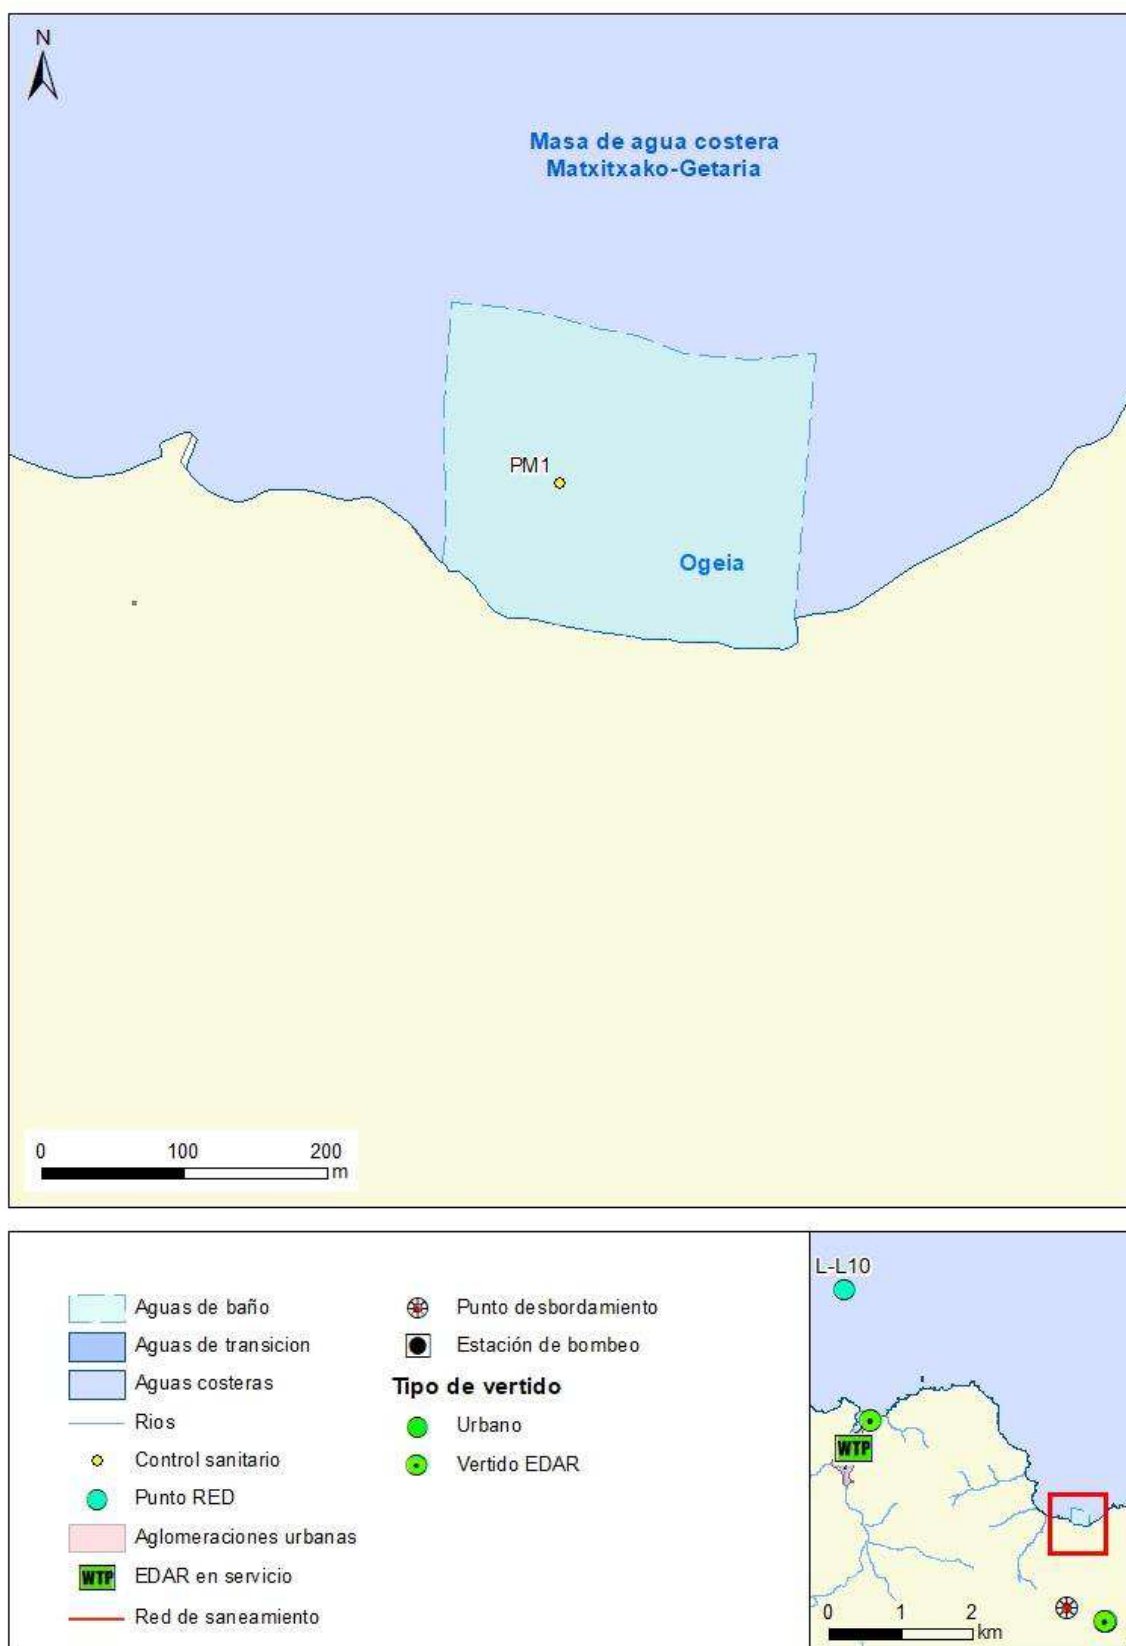 N
Masa de agua costera
Matxitxako-Getaria
PM1
Ogeia
0 100 200
m
Aguas de baño
Aguas de transicion
Aguas costeras
Rios
Control sanitario
Punto RED
Aglomeraciones urbanas
WTP EDAR en servicio
Red de saneamiento
Punto desbordamiento
Estación de bombeo
Tipo de vertido
Urbano
Vertido EDAR
L-L10
WTP
0 1 2
km